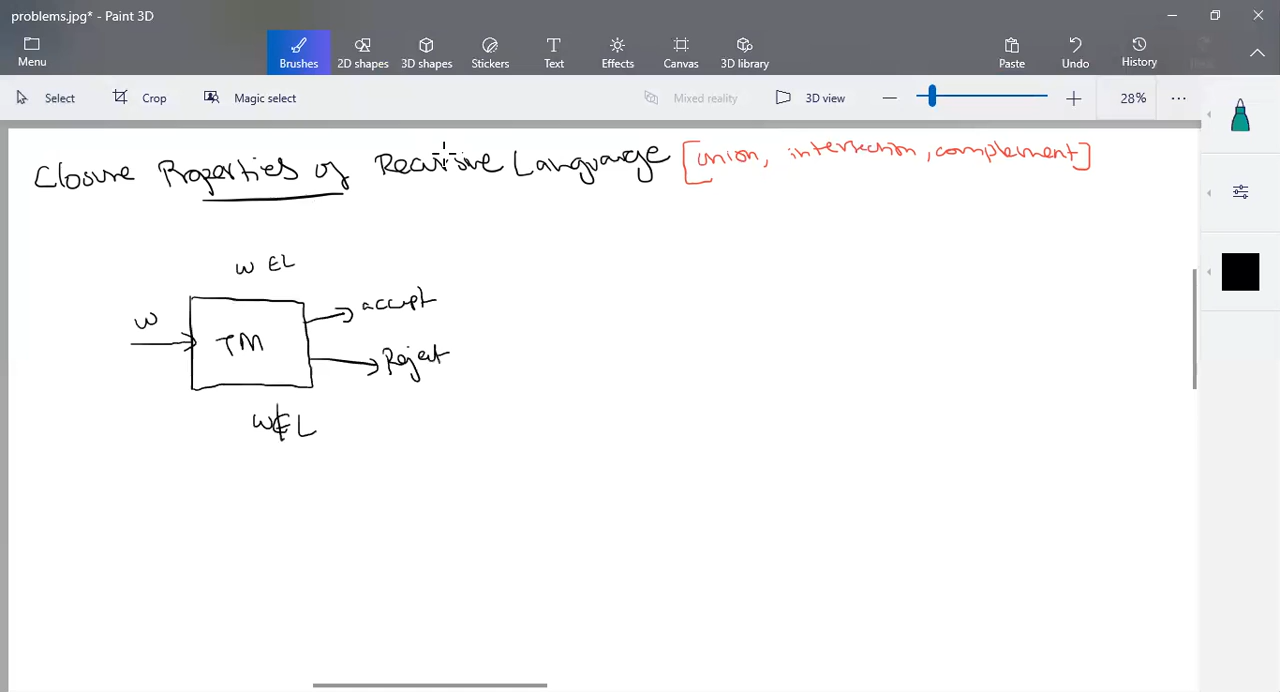 problems.jpg* - Paint 3D
Menu
Brushes
2D shapes
3D shapes
Stickers
Text
Effects
Canvas
3D library
Paste
Undo
History
Select
Crop
Magic select
Mixed reality
3D view
28%
Closure Properties of Recursive Language [union, intersection, complement]
w ∈ L
w
TM
accept
Reject
w ∉ L